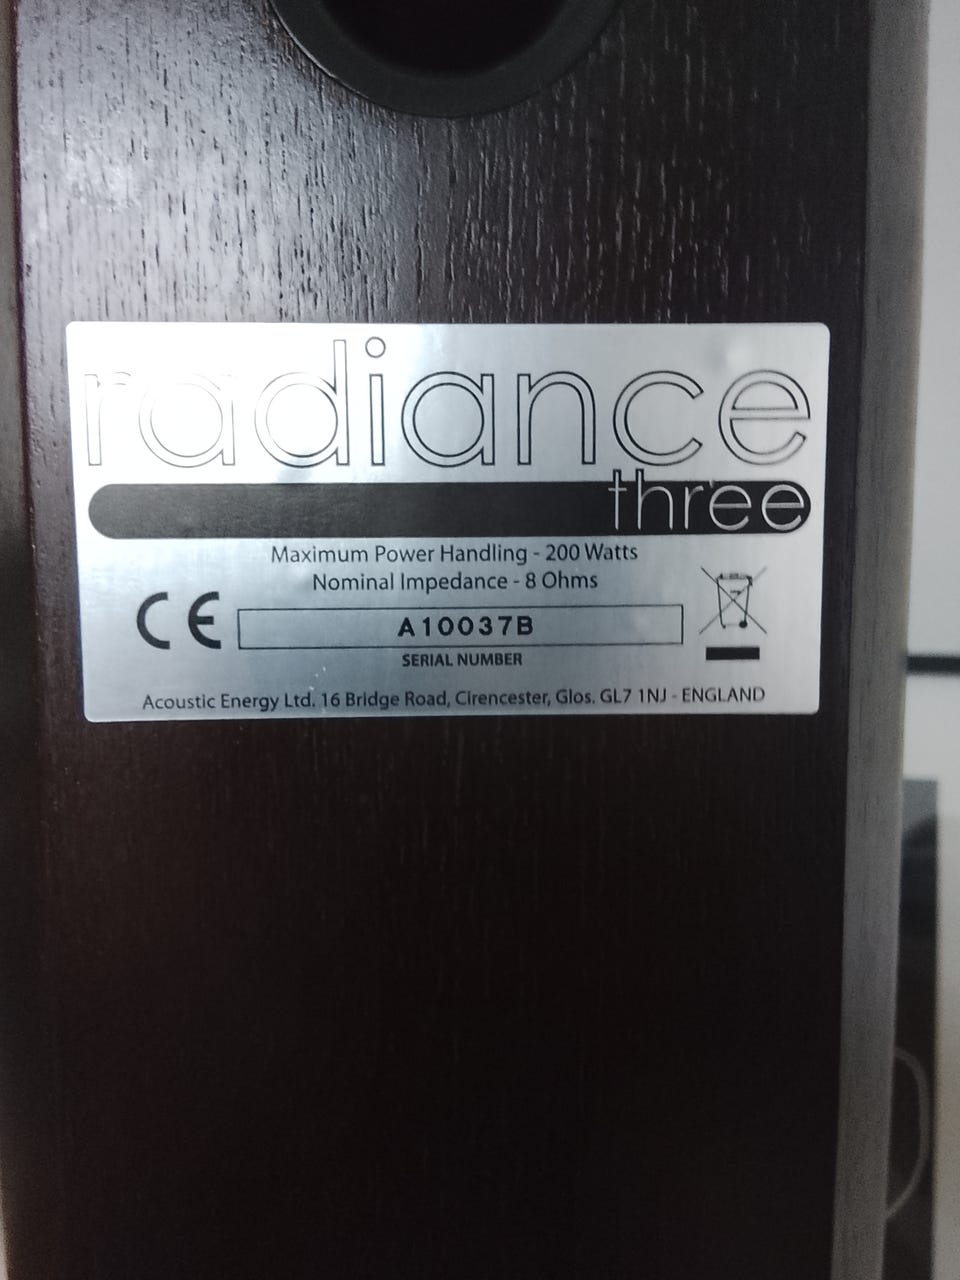 radiance
three
Maximum Power Handling - 200 Watts
Nominal Impedance - 8 Ohms
CE
A10037B
SERIAL NUMBER
Acoustic Energy Ltd. 16 Bridge Road, Cirencester, Glos. GL7 1NJ - ENGLAND